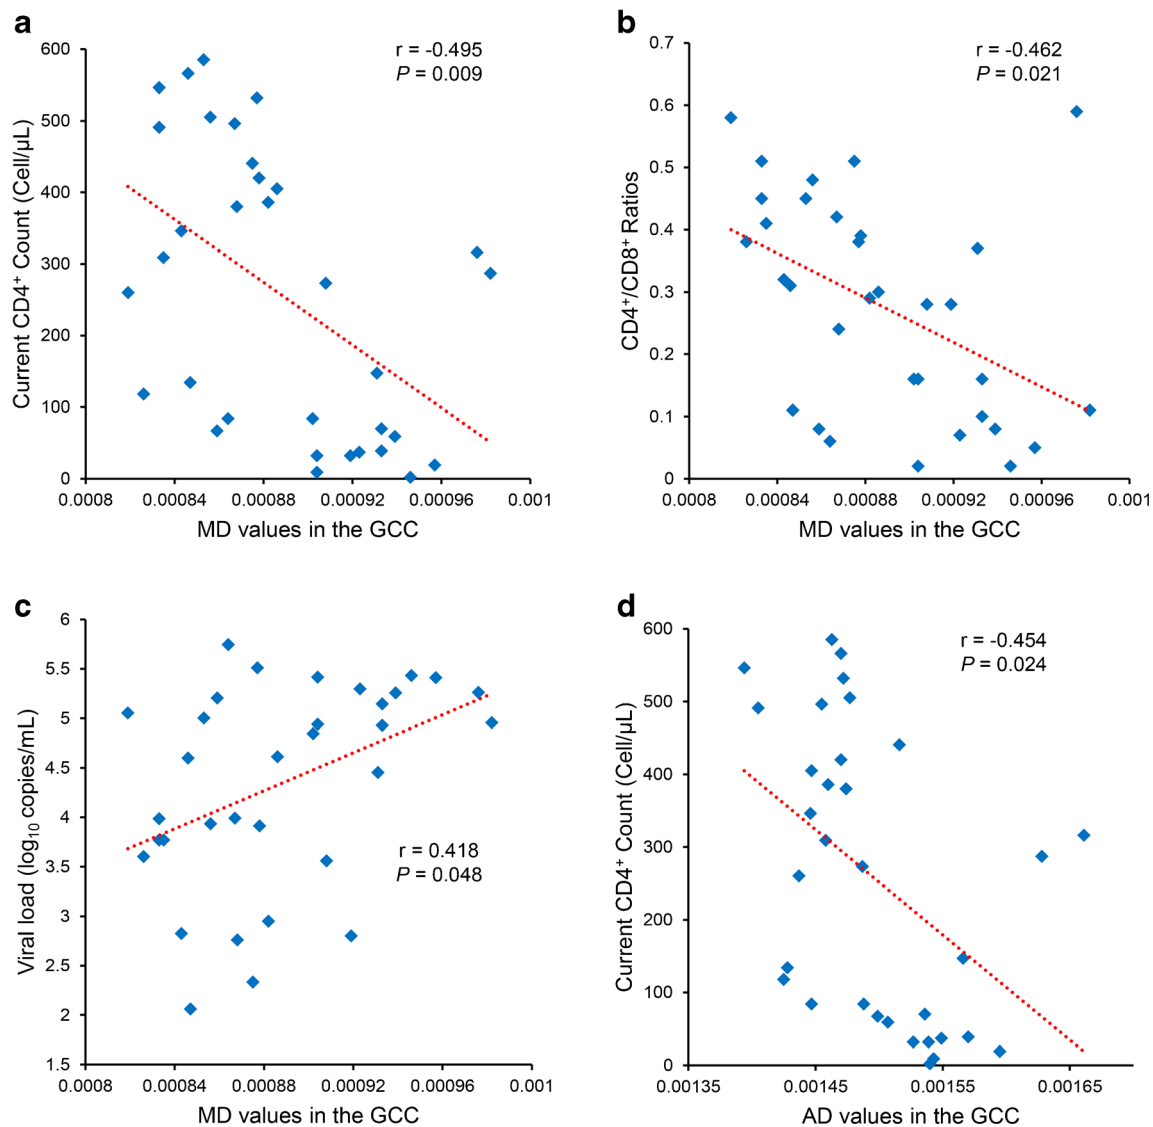 a
r = -0.495
P = 0.009
600
500
400
300
200
100
0
Current CD4⁺ Count (Cell/µL)
0.0008
0.00084
0.00088
0.00092
0.00096
0.001
MD values in the GCC
b
r = -0.462
P = 0.021
0.7
0.6
0.5
0.4
0.3
0.2
0.1
0
CD4⁺/CD8⁺ Ratios
0.0008
0.00084
0.00088
0.00092
0.00096
0.001
MD values in the GCC
c
6
5.5
5
4.5
4
3.5
3
2.5
2
1.5
Viral load (log₁₀ copies/mL)
r = 0.418
P = 0.048
0.0008
0.00084
0.00088
0.00092
0.00096
0.001
MD values in the GCC
d
r = -0.454
P = 0.024
600
500
400
300
200
100
0
Current CD4⁺ Count (Cell/µL)
0.00135
0.00145
0.00155
0.00165
AD values in the GCC